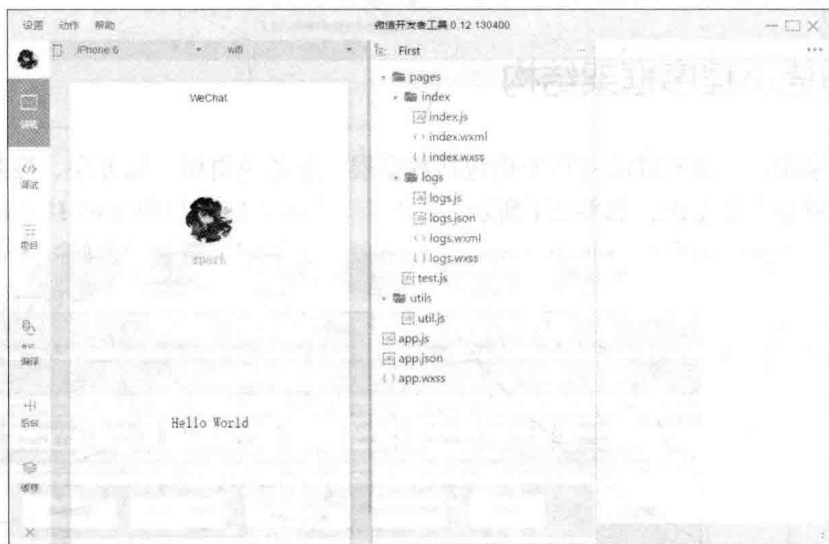 设置 动作 帮助
微信开发者工具 0.12.130400
iPhone 6
wifi
First
WeChat
编辑
调试
项目
编译
后台
缓存
spark
Hello World
pages
index
index.js
index.wxml
index.wxss
logs
logs.js
logs.json
logs.wxml
logs.wxss
test.js
utils
util.js
app.js
app.json
app.wxss